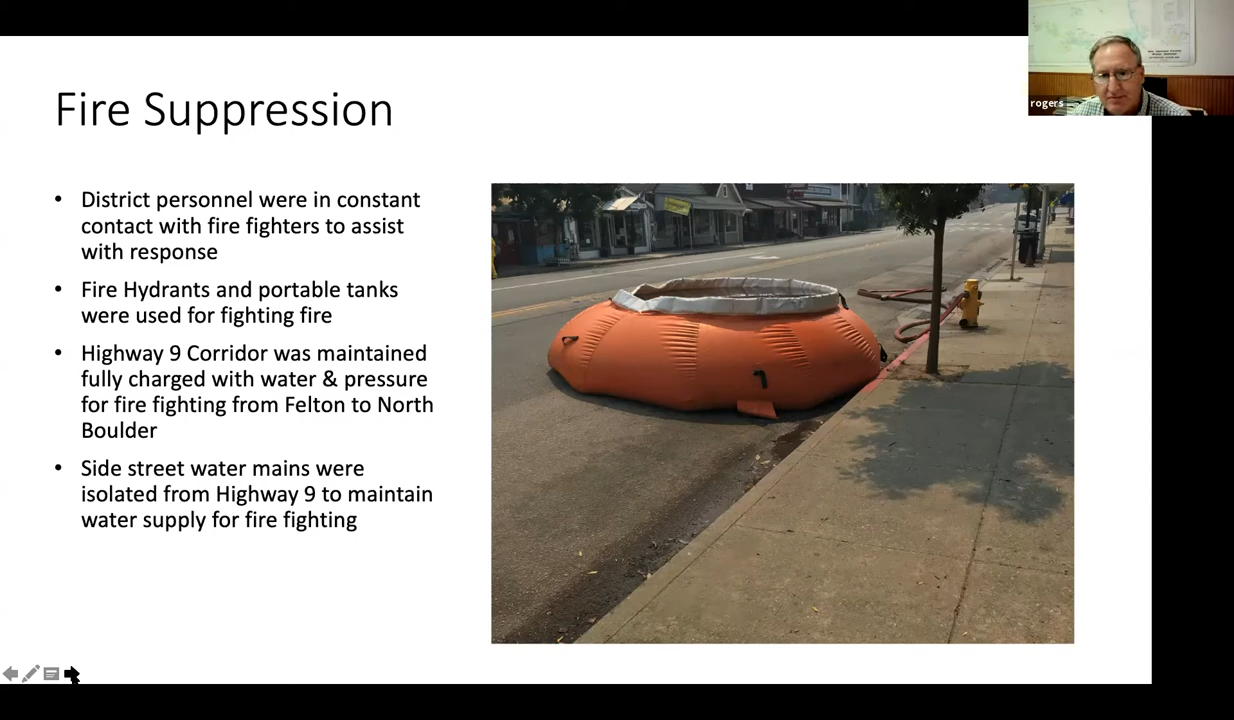 Fire Suppression
• District personnel were in constant
contact with fire fighters to assist
with response
• Fire Hydrants and portable tanks
were used for fighting fire
• Highway 9 Corridor was maintained
fully charged with water & pressure
for fire fighting from Felton to North
Boulder
• Side street water mains were
isolated from Highway 9 to maintain
water supply for fire fighting
rogers